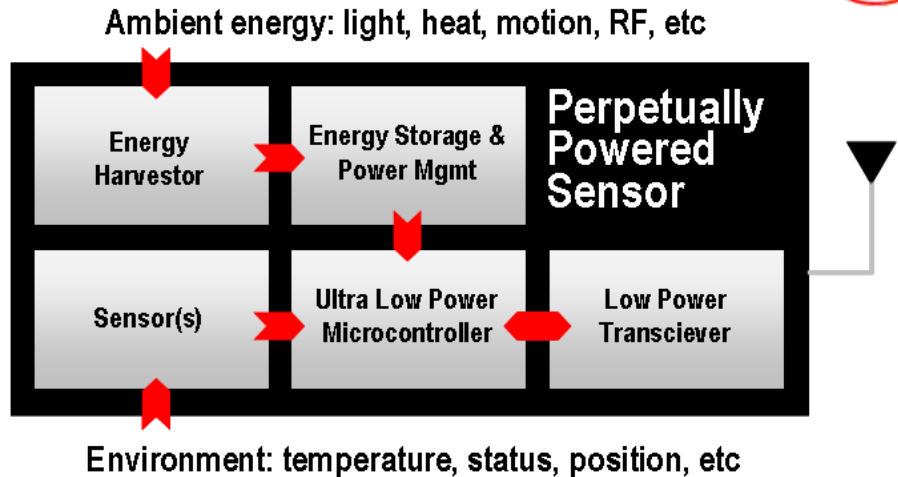 Ambient energy: light, heat, motion, RF, etc
Energy
Harvestor
Energy Storage &
Power Mgmt
Perpetually
Powered
Sensor
Sensor(s)
Ultra Low Power
Microcontroller
Low Power
Transciever
Environment: temperature, status, position, etc